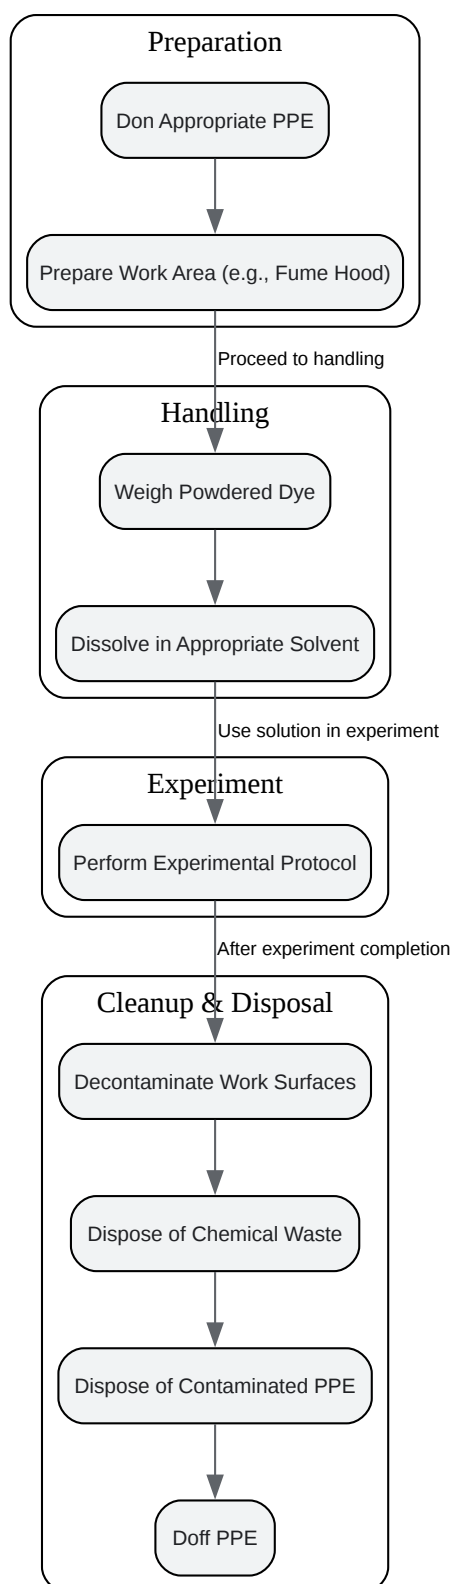 Preparation
Don Appropriate PPE
Prepare Work Area (e.g., Fume Hood)
Proceed to handling
Handling
Weigh Powdered Dye
Dissolve in Appropriate Solvent
Use solution in experiment
Experiment
Perform Experimental Protocol
After experiment completion
Cleanup & Disposal
Decontaminate Work Surfaces
Dispose of Chemical Waste
Dispose of Contaminated PPE
Doff PPE